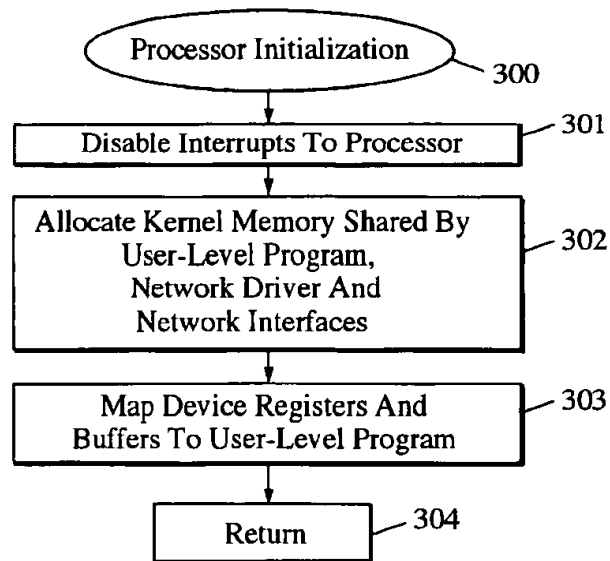 Processor Initialization
300
301
Disable Interrupts To Processor
Allocate Kernel Memory Shared By
User-Level Program,
Network Driver And
Network Interfaces
302
Map Device Registers And
Buffers To User-Level Program
303
Return
304